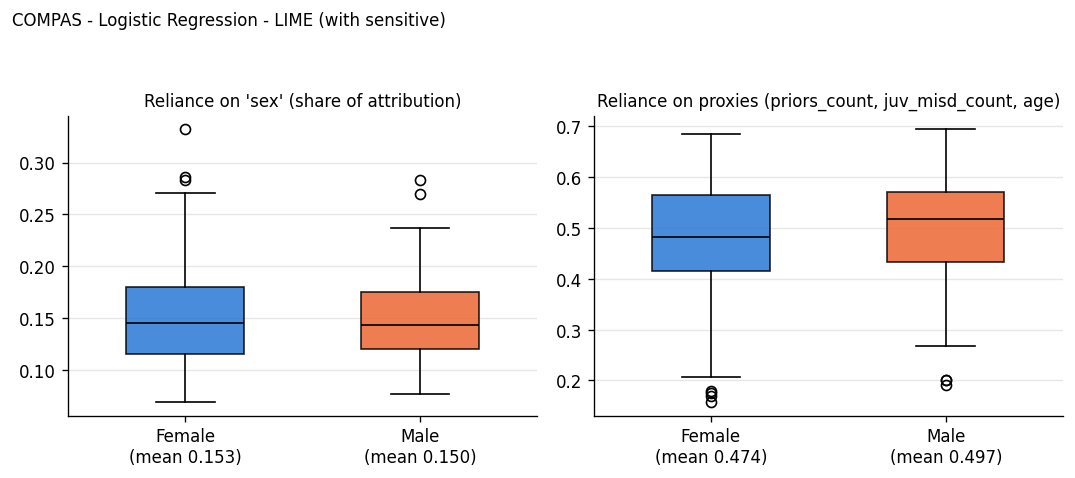 COMPAS - Logistic Regression - LIME (with sensitive)
Reliance on 'sex' (share of attribution)
0.30
0.25
0.20
0.15
0.10
Female
(mean 0.153)
Male
(mean 0.150)
Reliance on proxies (priors_count, juv_misd_count, age)
0.7
0.6
0.5
0.4
0.3
0.2
Female
(mean 0.474)
Male
(mean 0.497)